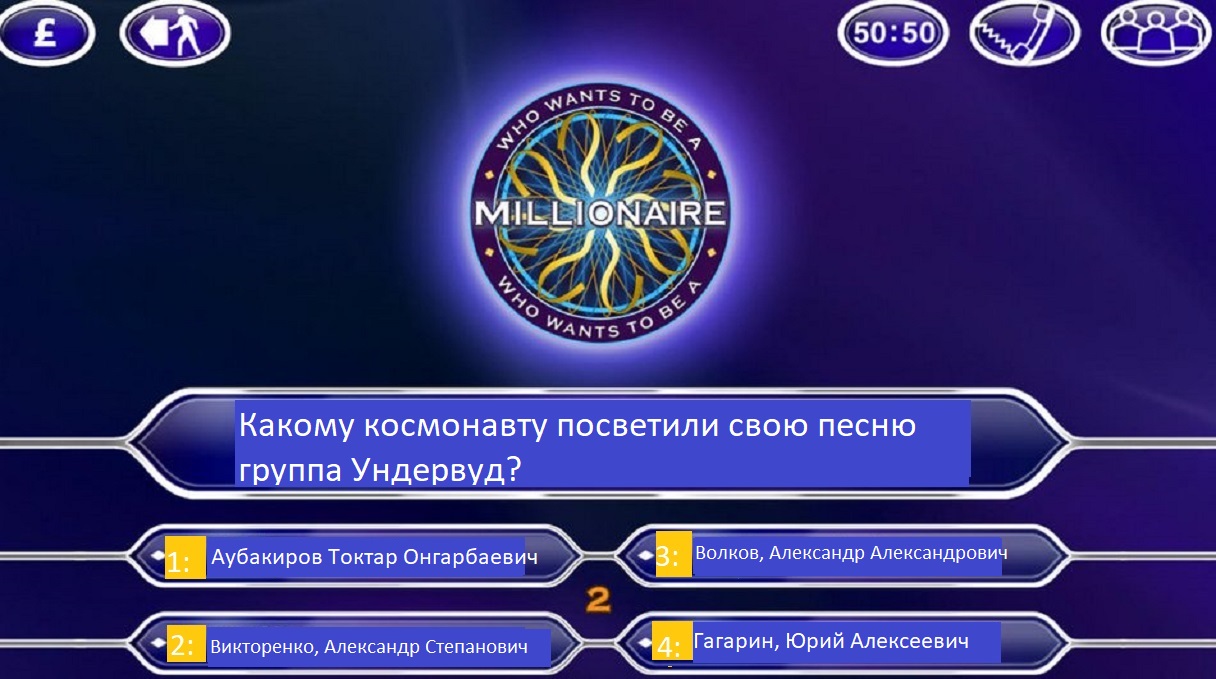 £
50:50
WHO WANTS TO BE A
MILLIONAIRE
WHO WANTS TO BE A
Какому космонавту посветили свою песню
группа Ундервуд?
1: Аубакиров Токтар Онгарбаевич
3: Волков, Александр Александрович
2
2: Викторенко, Александр Степанович
4: Гагарин, Юрий Алексеевич